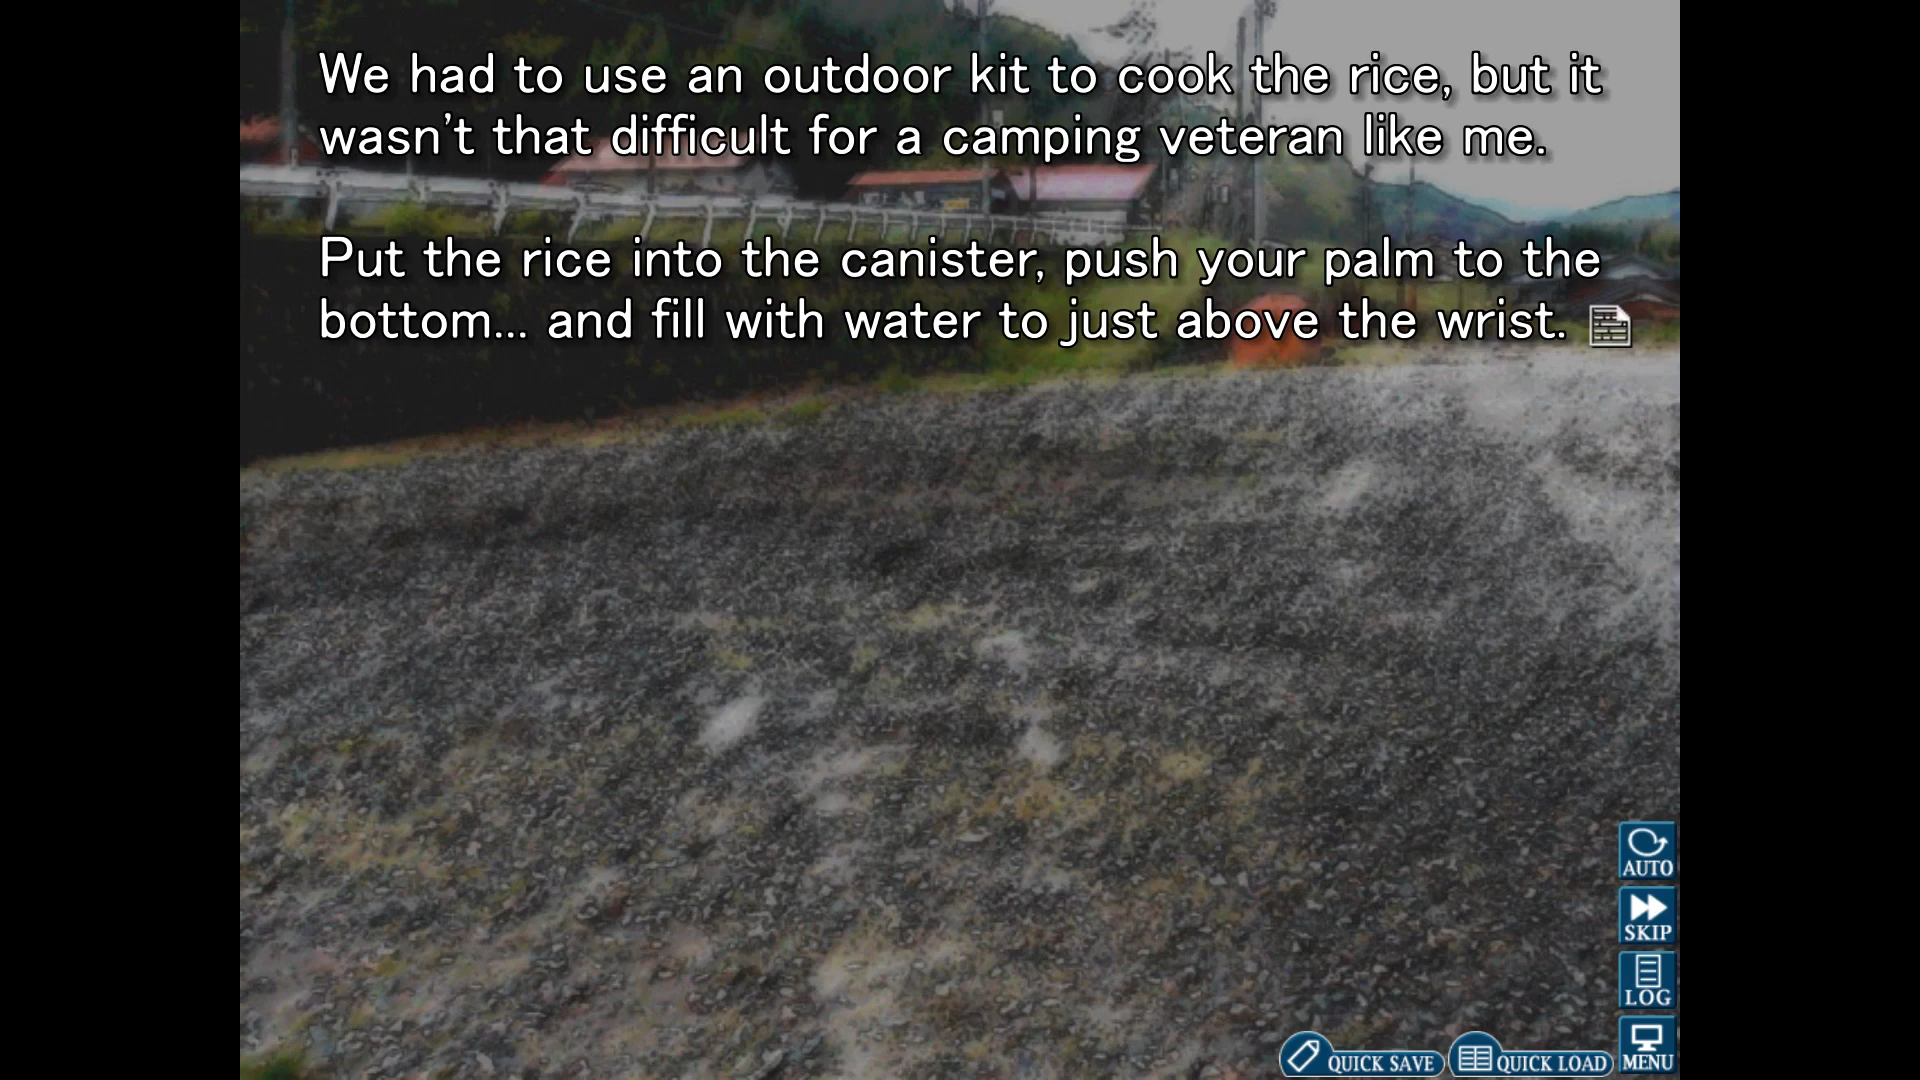 We had to use an outdoor kit to cook the rice, but it
wasn't that difficult for a camping veteran like me.
Put the rice into the canister, push your palm to the
bottom... and fill with water to just above the wrist.
AUTO
SKIP
LOG
MENU
QUICK SAVE
QUICK LOAD